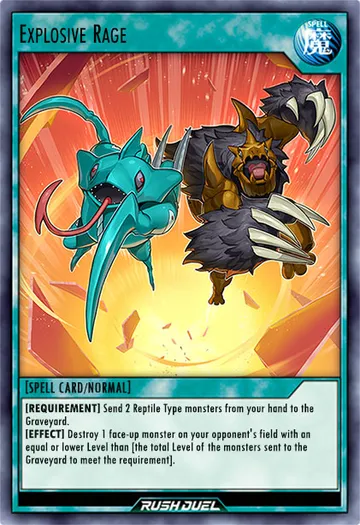 Explosive Rage
SPELL
魔
[SPELL CARD/NORMAL]
[REQUIREMENT] Send 2 Reptile Type monsters from your hand to the
Graveyard.
[EFFECT] Destroy 1 face-up monster on your opponent's field with an
equal or lower Level than [the total Level of the monsters sent to the
Graveyard to meet the requirement].
RUSH DUEL